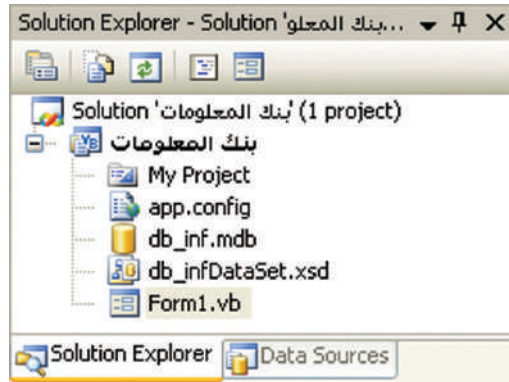 Solution Explorer - Solution 'بنك المعلو...
Solution 'بنك المعلومات' (1 project)
بنك المعلومات
My Project
app.config
db_inf.mdb
db_infDataSet.xsd
Form1.vb
Solution Explorer
Data Sources